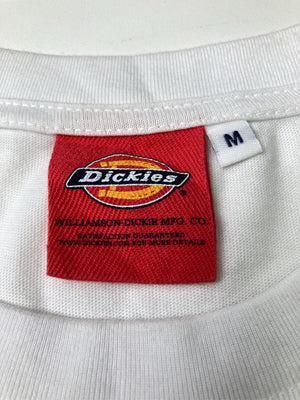 M
Dickies
WILLIAMSON-DICKIE MFG. CO.
SATISFACTION GUARANTEED
WWW.DICKIES.COM FOR MORE DETAILS